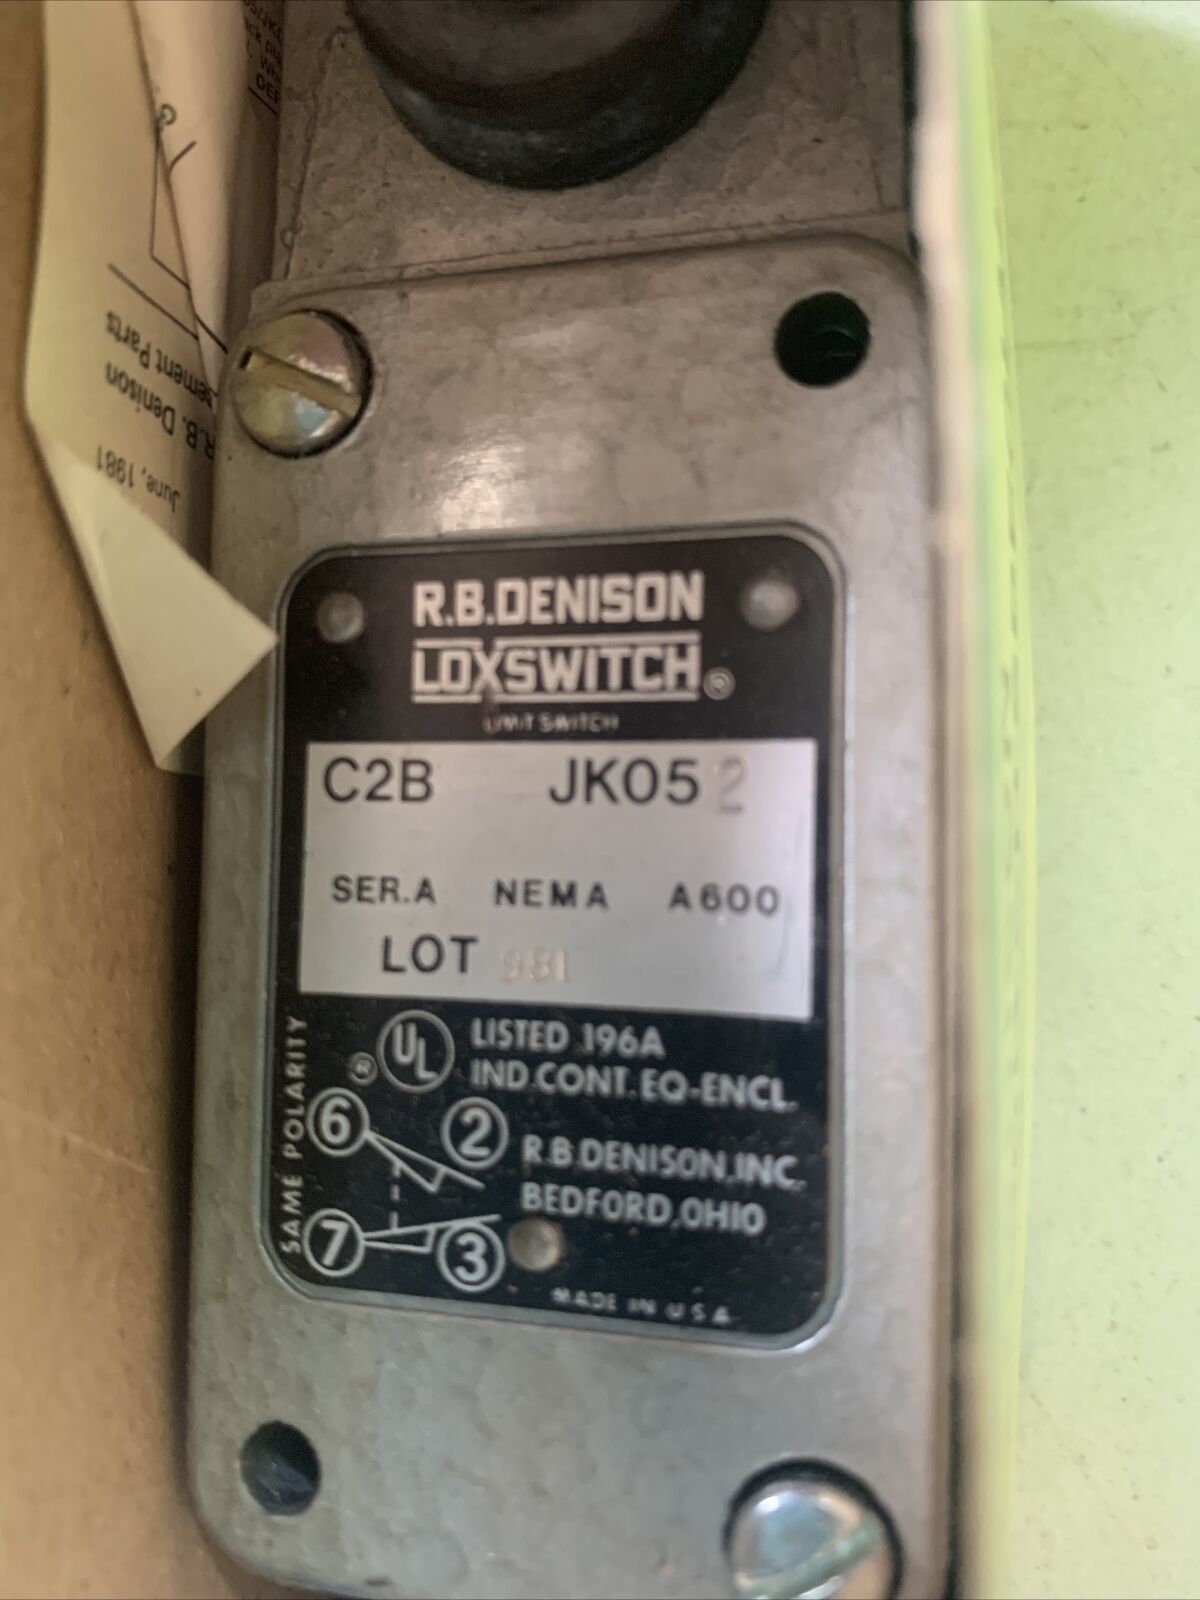 R.B. DENISON
LOXSWITCH®
LIMIT SWITCH
C2B JK052
SER.A NEMA A600
LOT 981
UL ® LISTED 196A
IND. CONT. EQ-ENCL.
SAME POLARITY
6 2
7 3
R.B. DENISON, INC.
BEDFORD, OHIO
MADE IN U.S.A.
June, 1981
R.B. Denison
Parts